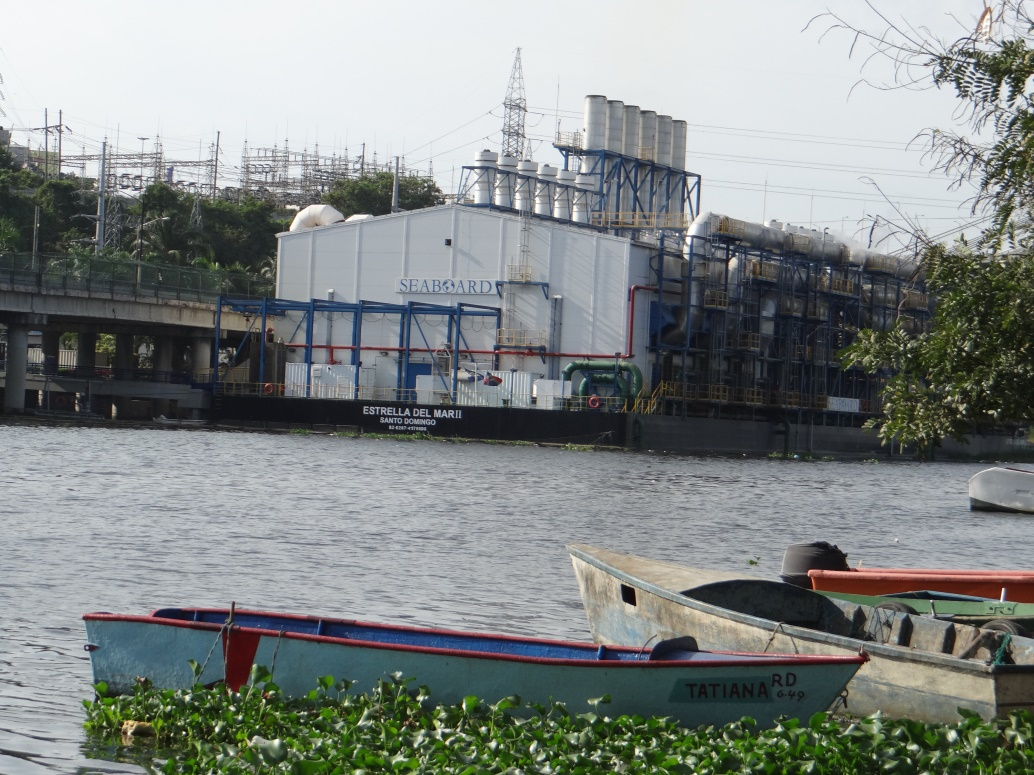 SEABOARD
ESTRELLA DEL MAR II
SANTO DOMINGO
TATIANA RD